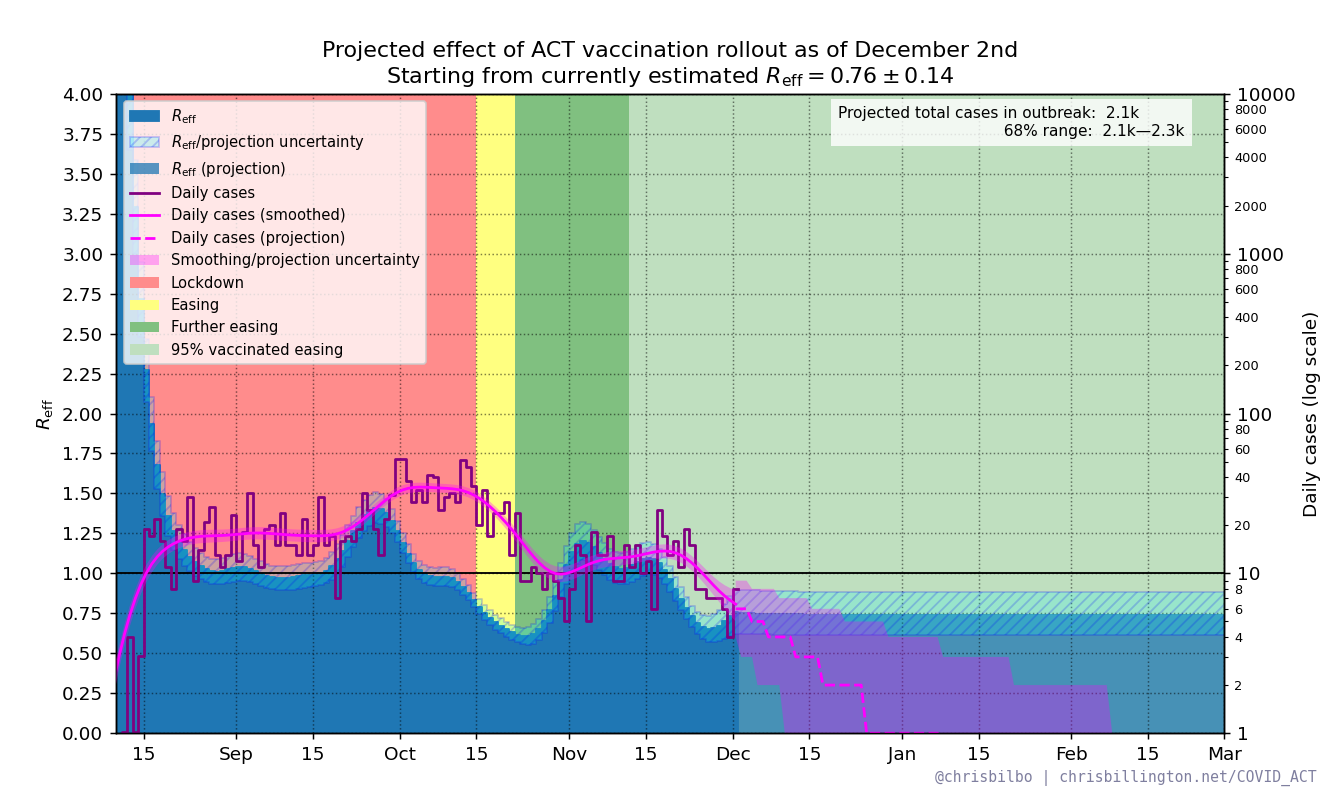 Projected effect of ACT vaccination rollout as of December 2nd
Starting from currently estimated R_eff = 0.76 ± 0.14
Projected total cases in outbreak: 2.1k
68% range: 2.1k—2.3k
R_eff
R_eff/projection uncertainty
R_eff (projection)
Daily cases
Daily cases (smoothed)
Daily cases (projection)
Smoothing/projection uncertainty
Lockdown
Easing
Further easing
95% vaccinated easing
R_eff
4.00
3.75
3.50
3.25
3.00
2.75
2.50
2.25
2.00
1.75
1.50
1.25
1.00
0.75
0.50
0.25
0.00
10000
8000
6000
4000
2000
1000
800
600
400
200
100
80
60
40
20
10
8
6
4
2
1
Daily cases (log scale)
15 Sep 15 Oct 15 Nov 15 Dec 15 Jan 15 Feb 15 Mar
@chrisbilbo | chrisbillington.net/COVID_ACT